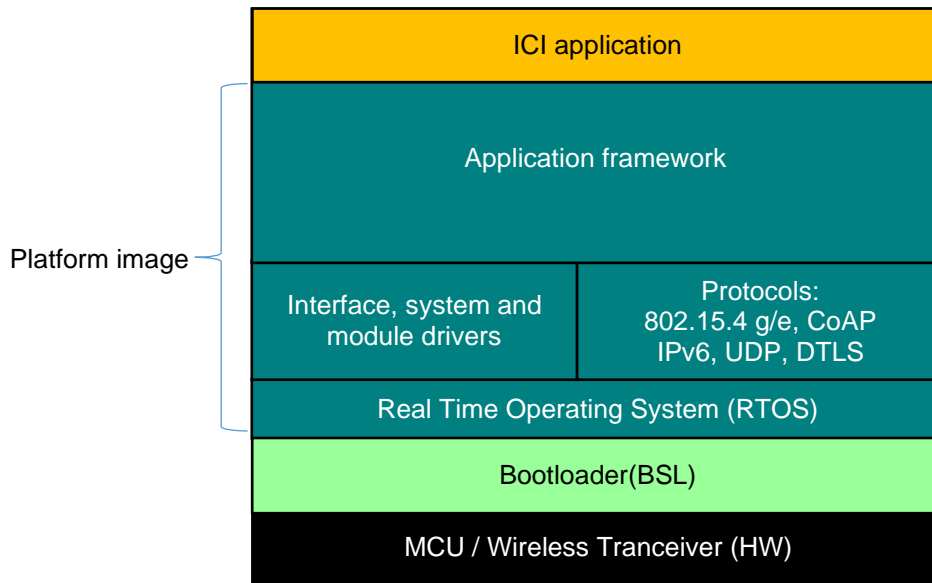 ICI application
Application framework
Platform image
Interface, system and
module drivers
Protocols:
802.15.4 g/e, CoAP
IPv6, UDP, DTLS
Real Time Operating System (RTOS)
Bootloader(BSL)
MCU / Wireless Tranceiver (HW)